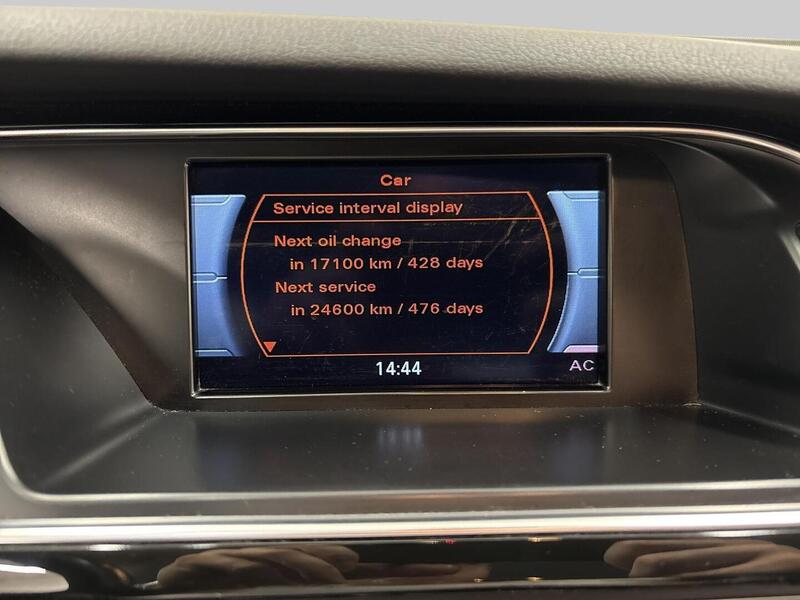 Car
Service interval display
Next oil change
in 17100 km / 428 days
Next service
in 24600 km / 476 days
14:44
AC